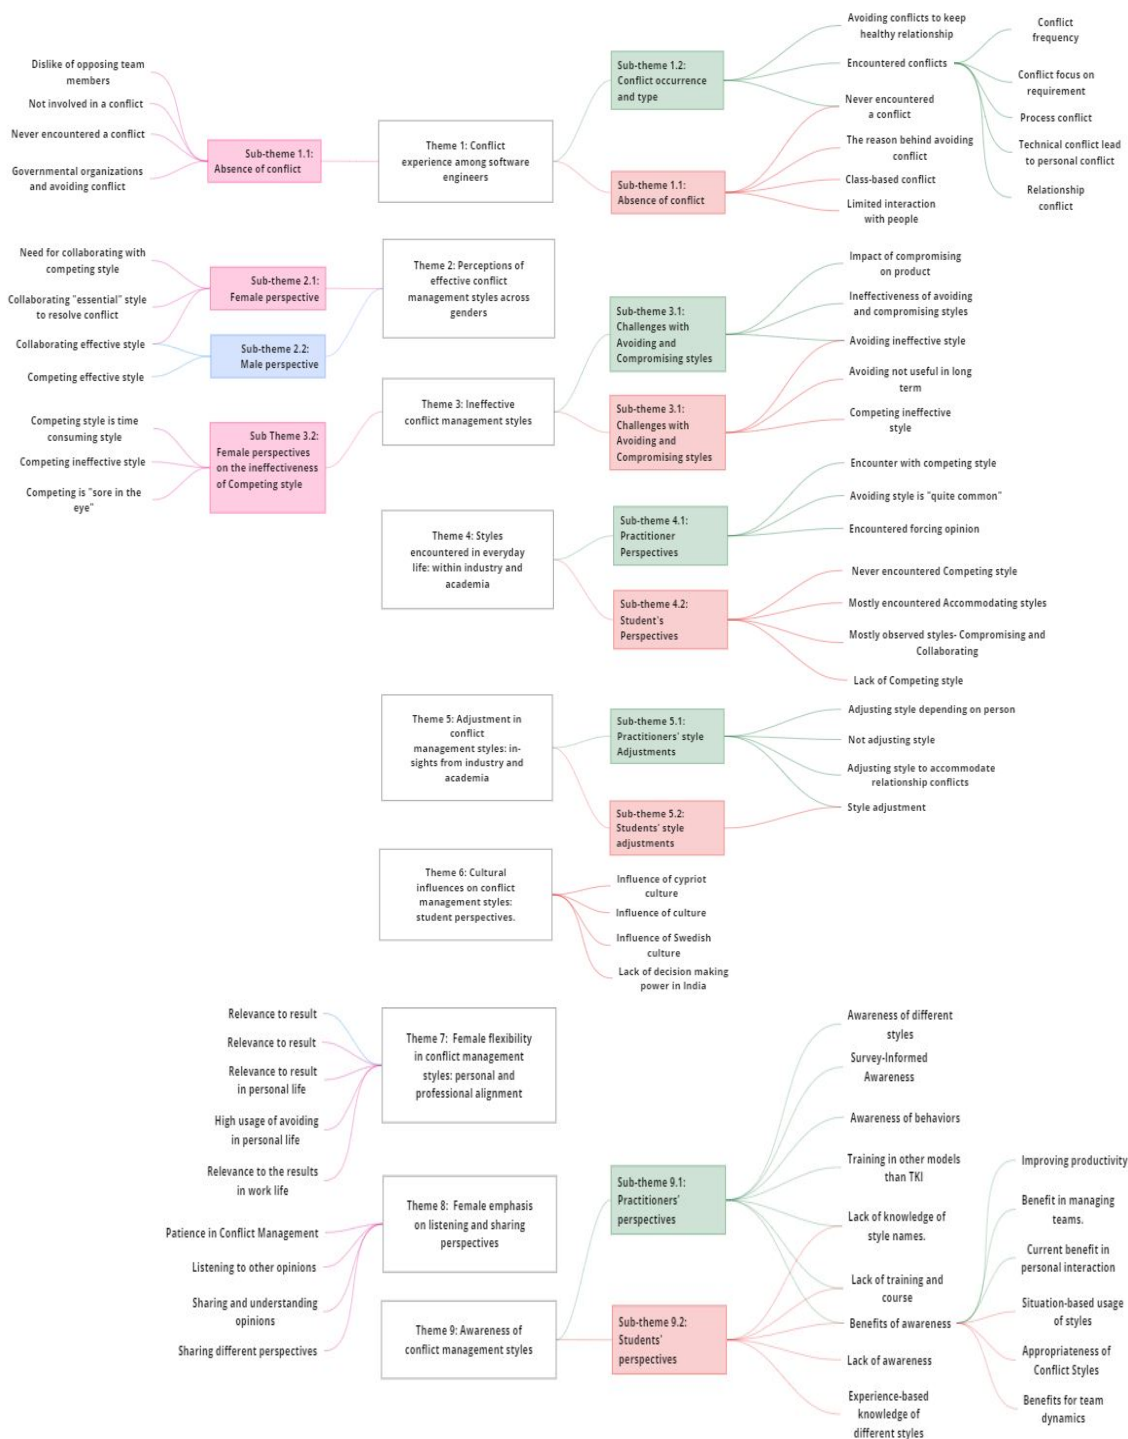 Dislike of opposing team
members
Not involved in a conflict
Never encountered a conflict
Governmental organizations
and avoiding conflict
Sub-theme 1.1:
Absence of conflict
Theme 1: Conflict
experience among software
engineers
Sub-theme 1.2:
Conflict occurrence
and type
Sub-theme 1.1:
Absence of conflict
Avoiding conflicts to keep
healthy relationship
Encountered conflicts
Never encountered
a conflict
The reason behind avoiding
conflict
Class-based conflict
Limited interaction
with people
Conflict
frequency
Conflict focus on
requirement
Process conflict
Technical conflict lead
to personal conflict
Relationship
conflict
Need for collaborating with
competing style
Collaborating "essential" style
to resolve conflict
Collaborating effective style
Competing effective style
Sub-theme 2.1:
Female perspective
Sub-theme 2.2:
Male perspective
Theme 2: Perceptions of
effective conflict
management styles across
genders
Competing style is time
consuming style
Competing ineffective style
Competing is "sore in the
eye"
Sub Theme 3.2:
Female perspectives
on the ineffectiveness
of Competing style
Theme 3: Ineffective
conflict management styles
Sub-theme 3.1:
Challenges with
Avoiding and
Compromising styles
Sub-theme 3.1:
Challenges with
Avoiding and
Compromising styles
Impact of compromising
on product
Ineffectiveness of avoiding
and compromising styles
Avoiding ineffective style
Avoiding not useful in long
term
Competing ineffective
style
Theme 4: Styles
encountered in everyday
life: within industry and
academia
Sub-theme 4.1:
Practitioner
Perspectives
Sub-theme 4.2:
Student's
Perspectives
Encounter with competing style
Avoiding style is "quite common"
Encountered forcing opinion
Never encountered Competing style
Mostly encountered Accommodating styles
Mostly observed styles- Compromising and
Collaborating
Lack of Competing style
Theme 5: Adjustment in
conflict
management styles: in-
sights from industry and
academia
Sub-theme 5.1:
Practitioners' style
Adjustments
Sub-theme 5.2:
Students' style
adjustments
Adjusting style depending on person
Not adjusting style
Adjusting style to accommodate
relationship conflicts
Style adjustment
Theme 6: Cultural
influences on conflict
management styles:
student perspectives.
Influence of cypriot
culture
Influence of culture
Influence of Swedish
culture
Lack of decision making
power in India
Relevance to result
Relevance to result
Relevance to result
in personal life
High usage of avoiding
in personal life
Relevance to the results
in work life
Theme 7: Female flexibility
in conflict management
styles: personal and
professional alignment
Patience in Conflict Management
Listening to other opinions
Sharing and understanding
opinions
Sharing different perspectives
Theme 8: Female emphasis
on listening and sharing
perspectives
Theme 9: Awareness of
conflict management styles
Sub-theme 9.1:
Practitioners'
perspectives
Sub-theme 9.2:
Students'
perspectives
Awareness of different
styles
Survey-Informed
Awareness
Awareness of behaviors
Training in other models
than TKI
Lack of knowledge of
style names.
Lack of training and
course
Benefits of awareness
Lack of awareness
Experience-based
knowledge of
different styles
Improving productivity
Benefit in managing
teams.
Current benefit in
personal interaction
Situation-based usage
of styles
Appropriateness of
Conflict Styles
Benefits for team
dynamics